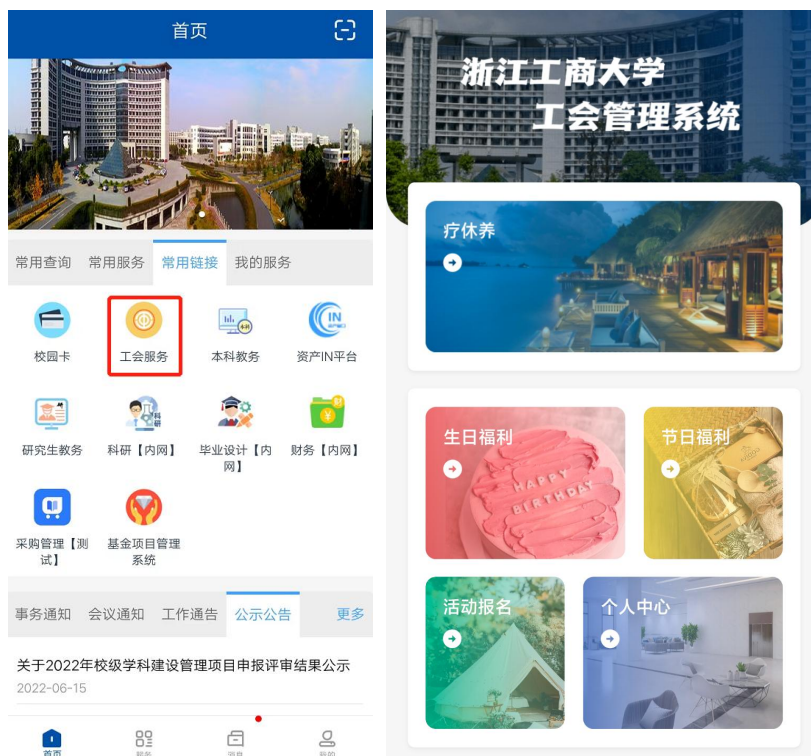 首页
常用查询 常用服务 常用链接 我的服务
校园卡 工会服务 本科教务 资产IN平台
研究生教务 科研【内网】 毕业设计【内网】 财务【内网】
采购管理【测试】 基金项目管理系统
事务通知 会议通知 工作通告 公示公告 更多
关于2022年校级学科建设管理项目申报评审结果公示
2022-06-15
首页
浙江工商大学
工会管理系统
疗休养
生日福利 节日福利
HAPPY
BIRTHDAY
活动报名 个人中心